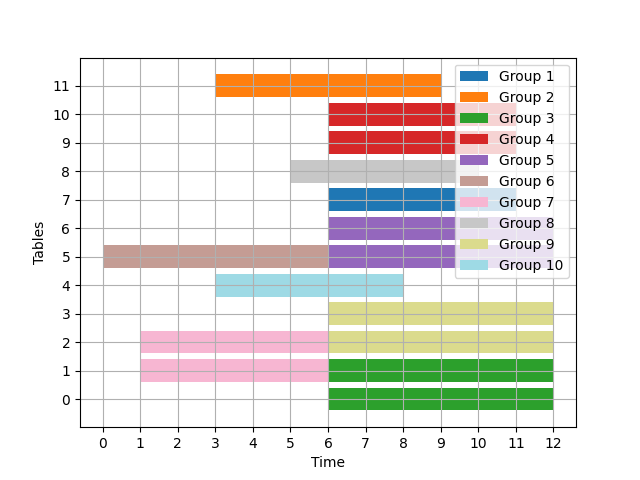 Group 1
Group 2
Group 3
Group 4
Group 5
Group 6
Group 7
Group 8
Group 9
Group 10
Tables
11
10
9
8
7
6
5
4
3
2
1
0
0 1 2 3 4 5 6 7 8 9 10 11 12
Time